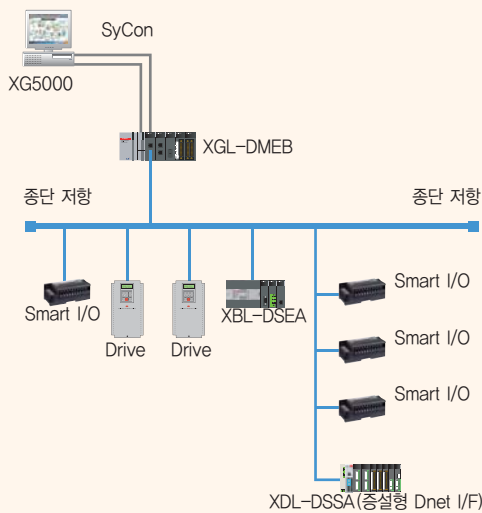 SyCon
XG5000
XGL-DMEB
종단 저항
종단 저항
Smart I/O
Drive
Drive
XBL-DSEA
Smart I/O
Smart I/O
Smart I/O
XDL-DSSA(증설형 Dnet I/F)